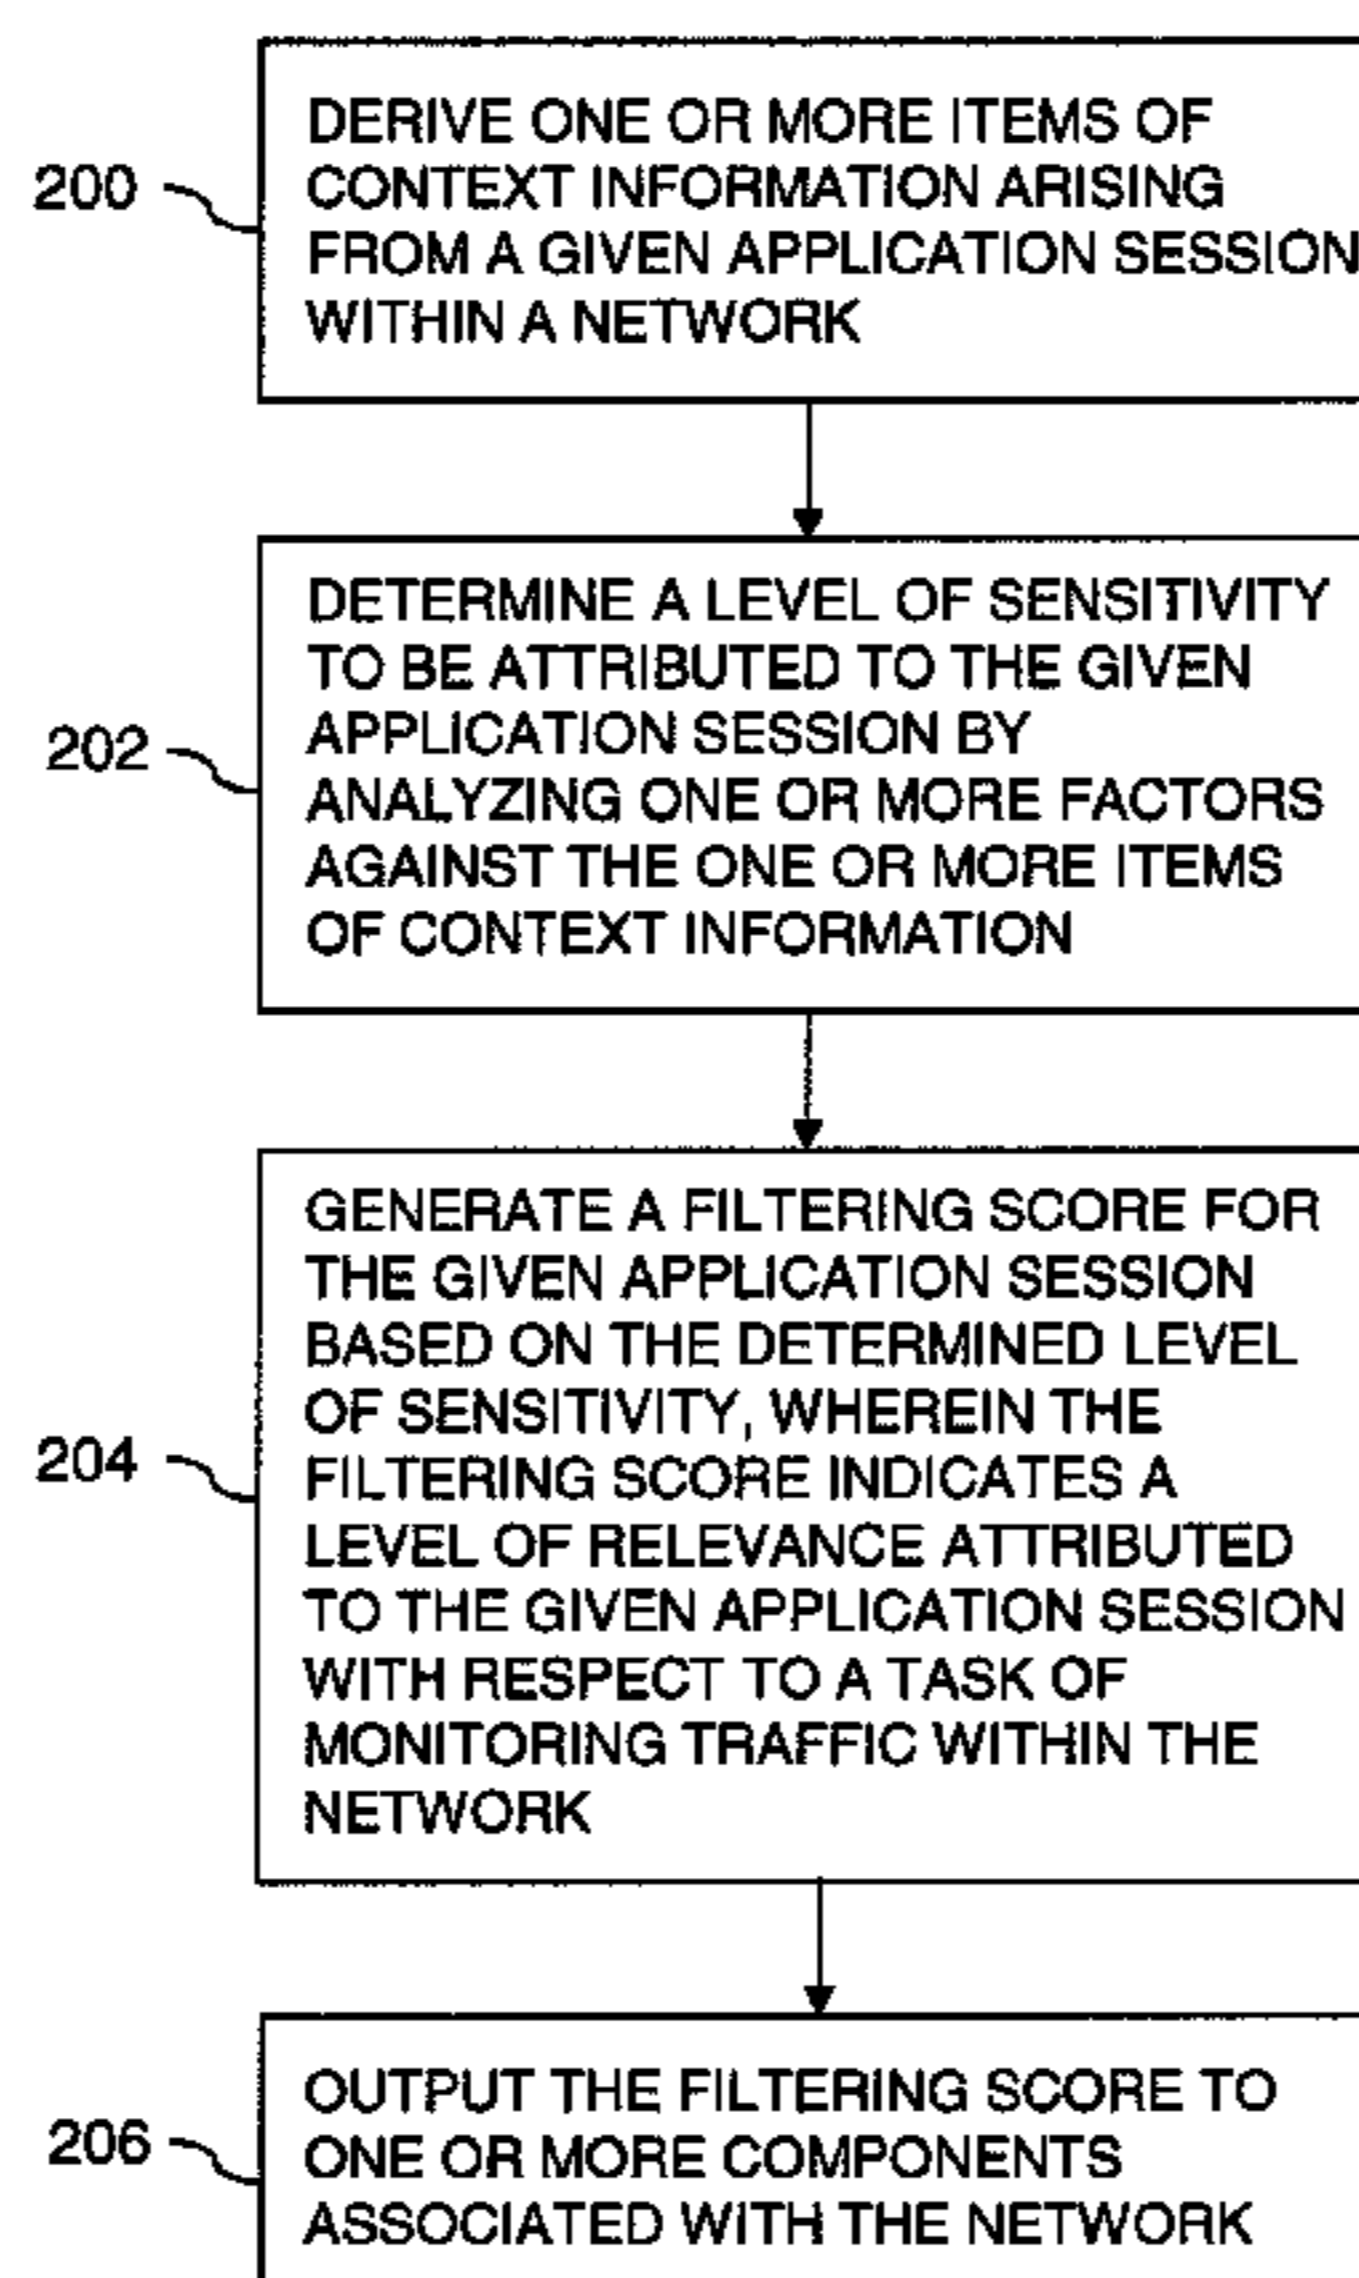 DERIVE ONE OR MORE ITEMS OF
CONTEXT INFORMATION ARISING
FROM A GIVEN APPLICATION SESSION
WITHIN A NETWORK
200
DETERMINE A LEVEL OF SENSITIVITY
TO BE ATTRIBUTED TO THE GIVEN
APPLICATION SESSION BY
ANALYZING ONE OR MORE FACTORS
AGAINST THE ONE OR MORE ITEMS
OF CONTEXT INFORMATION
202
GENERATE A FILTERING SCORE FOR
THE GIVEN APPLICATION SESSION
BASED ON THE DETERMINED LEVEL
OF SENSITIVITY, WHEREIN THE
FILTERING SCORE INDICATES A
LEVEL OF RELEVANCE ATTRIBUTED
TO THE GIVEN APPLICATION SESSION
WITH RESPECT TO A TASK OF
MONITORING TRAFFIC WITHIN THE
NETWORK
204
OUTPUT THE FILTERING SCORE TO
ONE OR MORE COMPONENTS
ASSOCIATED WITH THE NETWORK
206